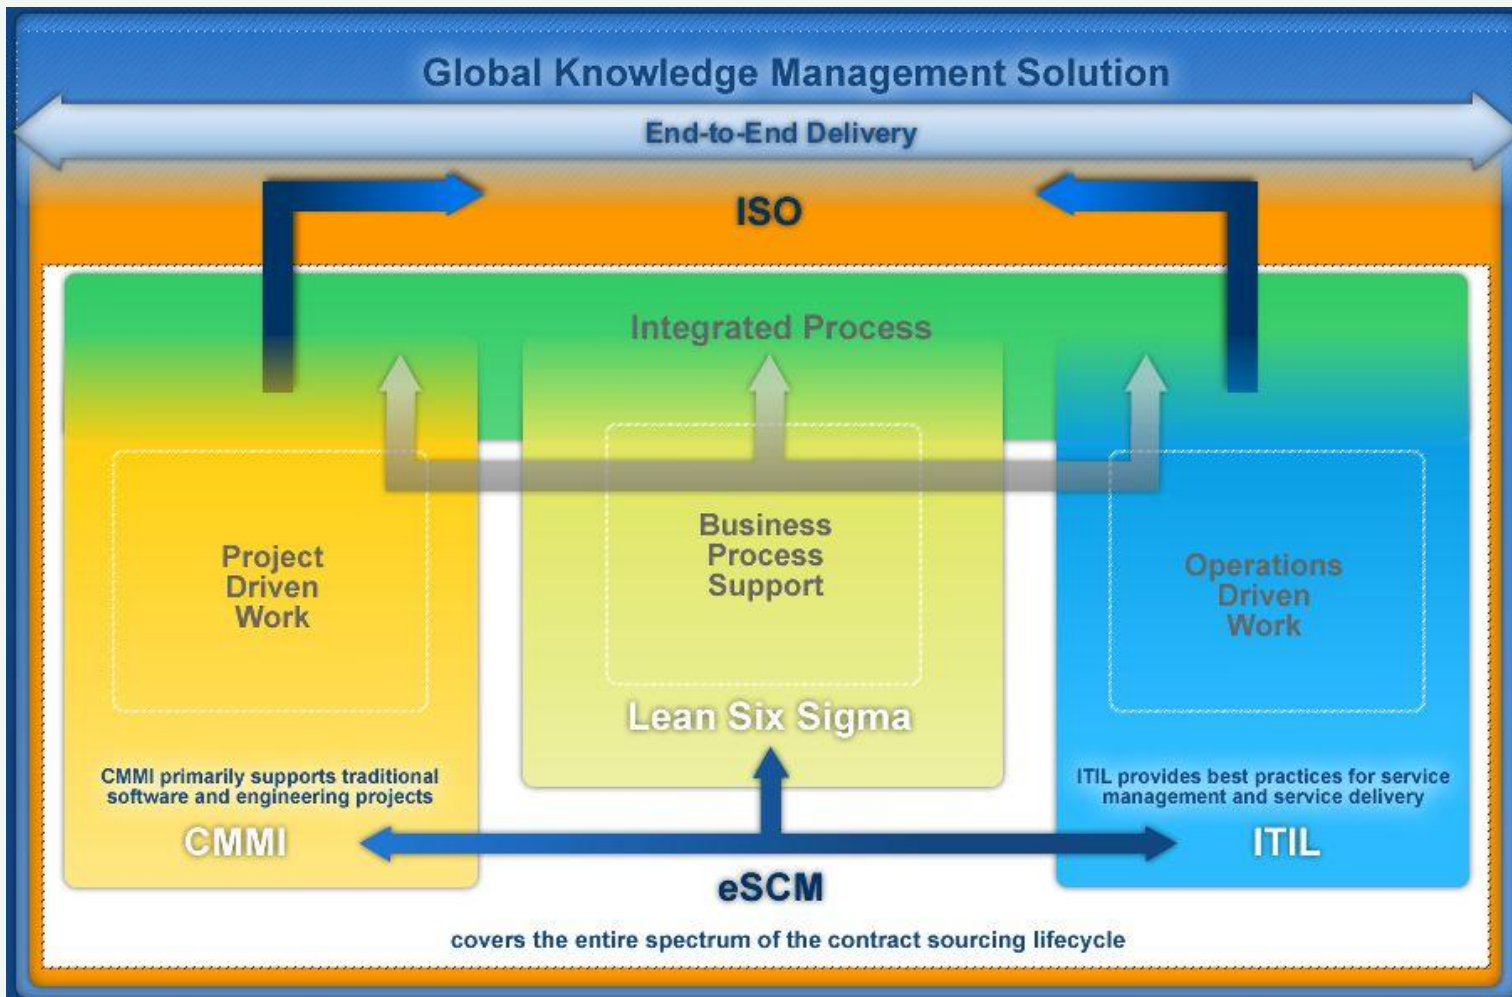 Global Knowledge Management Solution
End-to-End Delivery
ISO
Integrated Process
Project
Driven
Work
Business
Process
Support
Operations
Driven
Work
Lean Six Sigma
CMMI primarily supports traditional
software and engineering projects
CMMI
ITIL provides best practices for service
management and service delivery
ITIL
eSCM
covers the entire spectrum of the contract sourcing lifecycle